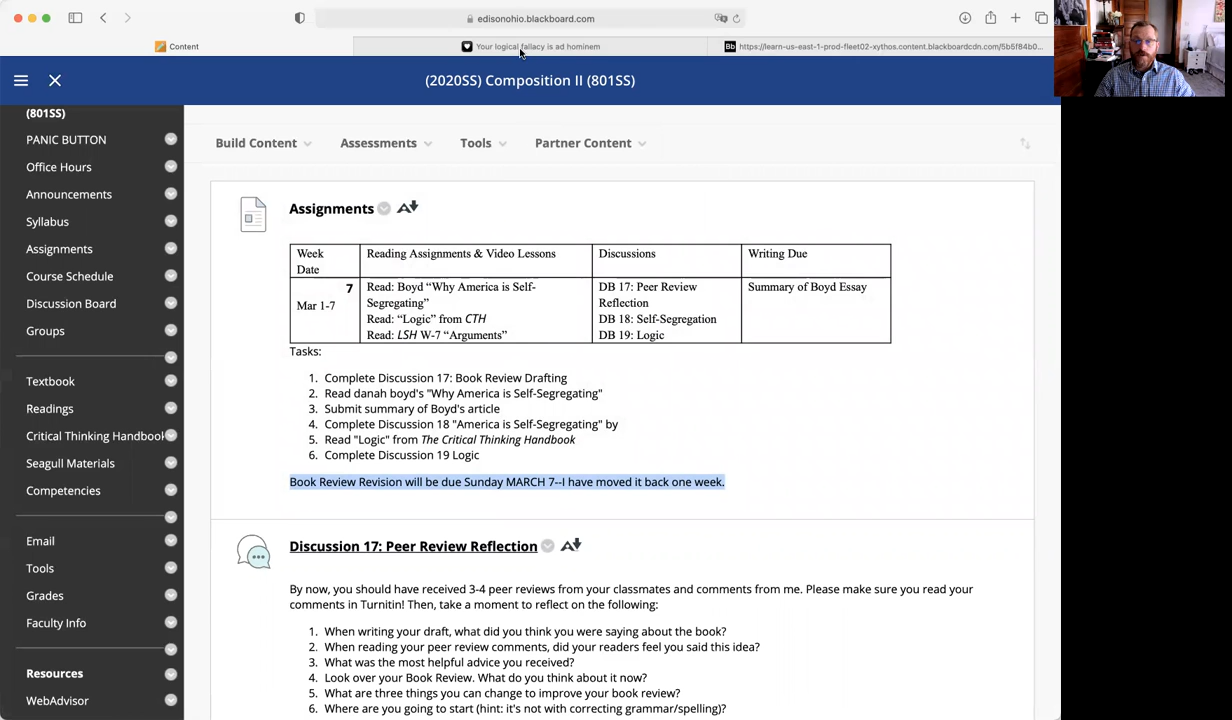 edisonohio.blackboard.com
Content
Your logical fallacy is ad hominem
Bb https://learn-us-east-1-prod-fleet02-xythos.content.blackboardcdn.com/5b5f84b0...
(2020SS) Composition II (801SS)
(801SS)
PANIC BUTTON
Office Hours
Announcements
Syllabus
Assignments
Course Schedule
Discussion Board
Groups
Textbook
Readings
Critical Thinking Handbook
Seagull Materials
Competencies
Email
Tools
Grades
Faculty Info
Resources
WebAdvisor
Build Content
Assessments
Tools
Partner Content
Assignments
Week Date
Reading Assignments & Video Lessons
Discussions
Writing Due
7
Mar 1-7
Read: Boyd “Why America is Self-
Segregating”
Read: “Logic” from CTH
Read: LSH W-7 “Arguments”
DB 17: Peer Review
Reflection
DB 18: Self-Segregation
DB 19: Logic
Summary of Boyd Essay
Tasks:
1. Complete Discussion 17: Book Review Drafting
2. Read danah boyd's "Why America is Self-Segregating"
3. Submit summary of Boyd's article
4. Complete Discussion 18 "America is Self-Segregating" by
5. Read "Logic" from The Critical Thinking Handbook
6. Complete Discussion 19 Logic
Book Review Revision will be due Sunday MARCH 7--I have moved it back one week.
Discussion 17: Peer Review Reflection
By now, you should have received 3-4 peer reviews from your classmates and comments from me. Please make sure you read your
comments in Turnitin! Then, take a moment to reflect on the following:
1. When writing your draft, what did you think you were saying about the book?
2. When reading your peer review comments, did your readers feel you said this idea?
3. What was the most helpful advice you received?
4. Look over your Book Review. What do you think about it now?
5. What are three things you can change to improve your book review?
6. Where are you going to start (hint: it's not with correcting grammar/spelling)?